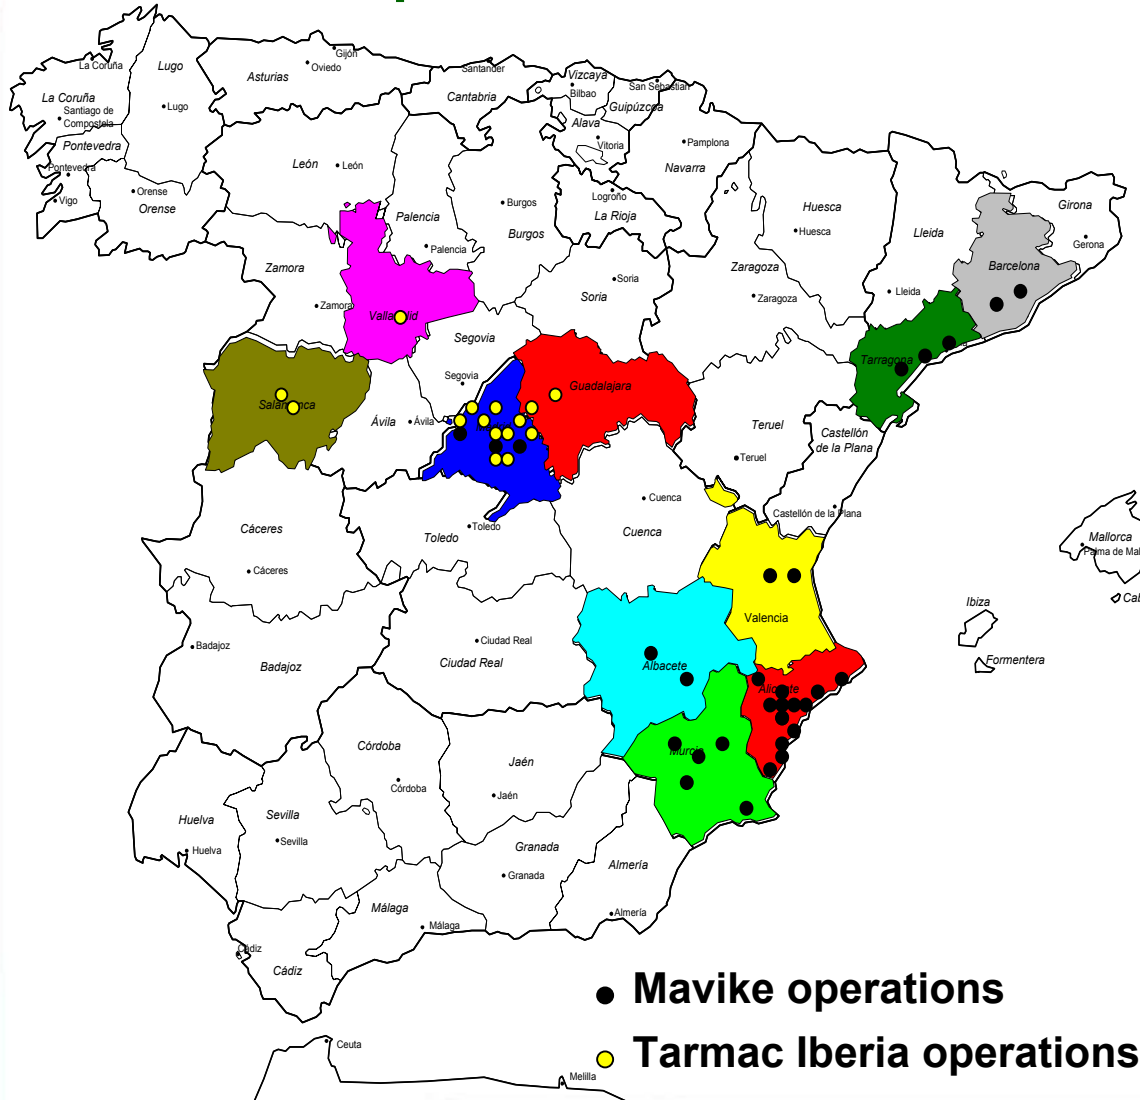 Gijón
La Coruña
Lugo
Oviedo
Asturias
Santander
Vizcaya
Bilbao
San Sebastian
La Coruña
Lugo
Cantabria
Guipúzcoa
Santiago de
Compostela
Alava
Vitoria
Pamplona
Pontevedra
León
León
Navarra
Pontevedra
Orense
Logroño
Vigo
Orense
Palencia
Burgos
La Rioja
Huesca
Girona
Burgos
Huesca
Lleida
Gerona
Palencia
Zamora
Zaragoza
Barcelona
Soria
Soria
Zaragoza
Lleida
Zamora
Segovia
Tarragona
Segovia
Guadalajara
Ávila
Ávila
Teruel
Castellón
de la Plana
Teruel
Cuenca
Castellón de la Plana
Cáceres
Toledo
Toledo
Cuenca
Mallorca
Palma de Mal
Cáceres
Cab
Ibiza
Valencia
Badajoz
Ciudad Real
Badajoz
Ciudad Real
Albacete
Formentera
Córdoba
Jaén
Murcia
Córdoba
Jaén
Huelva
Sevilla
Sevilla
Huelva
Granada
Granada
Almería
Málaga
Almería
Málaga
Cádiz
Cádiz
Mavike operations
Ceuta
Tarmac Iberia operations
Melilla